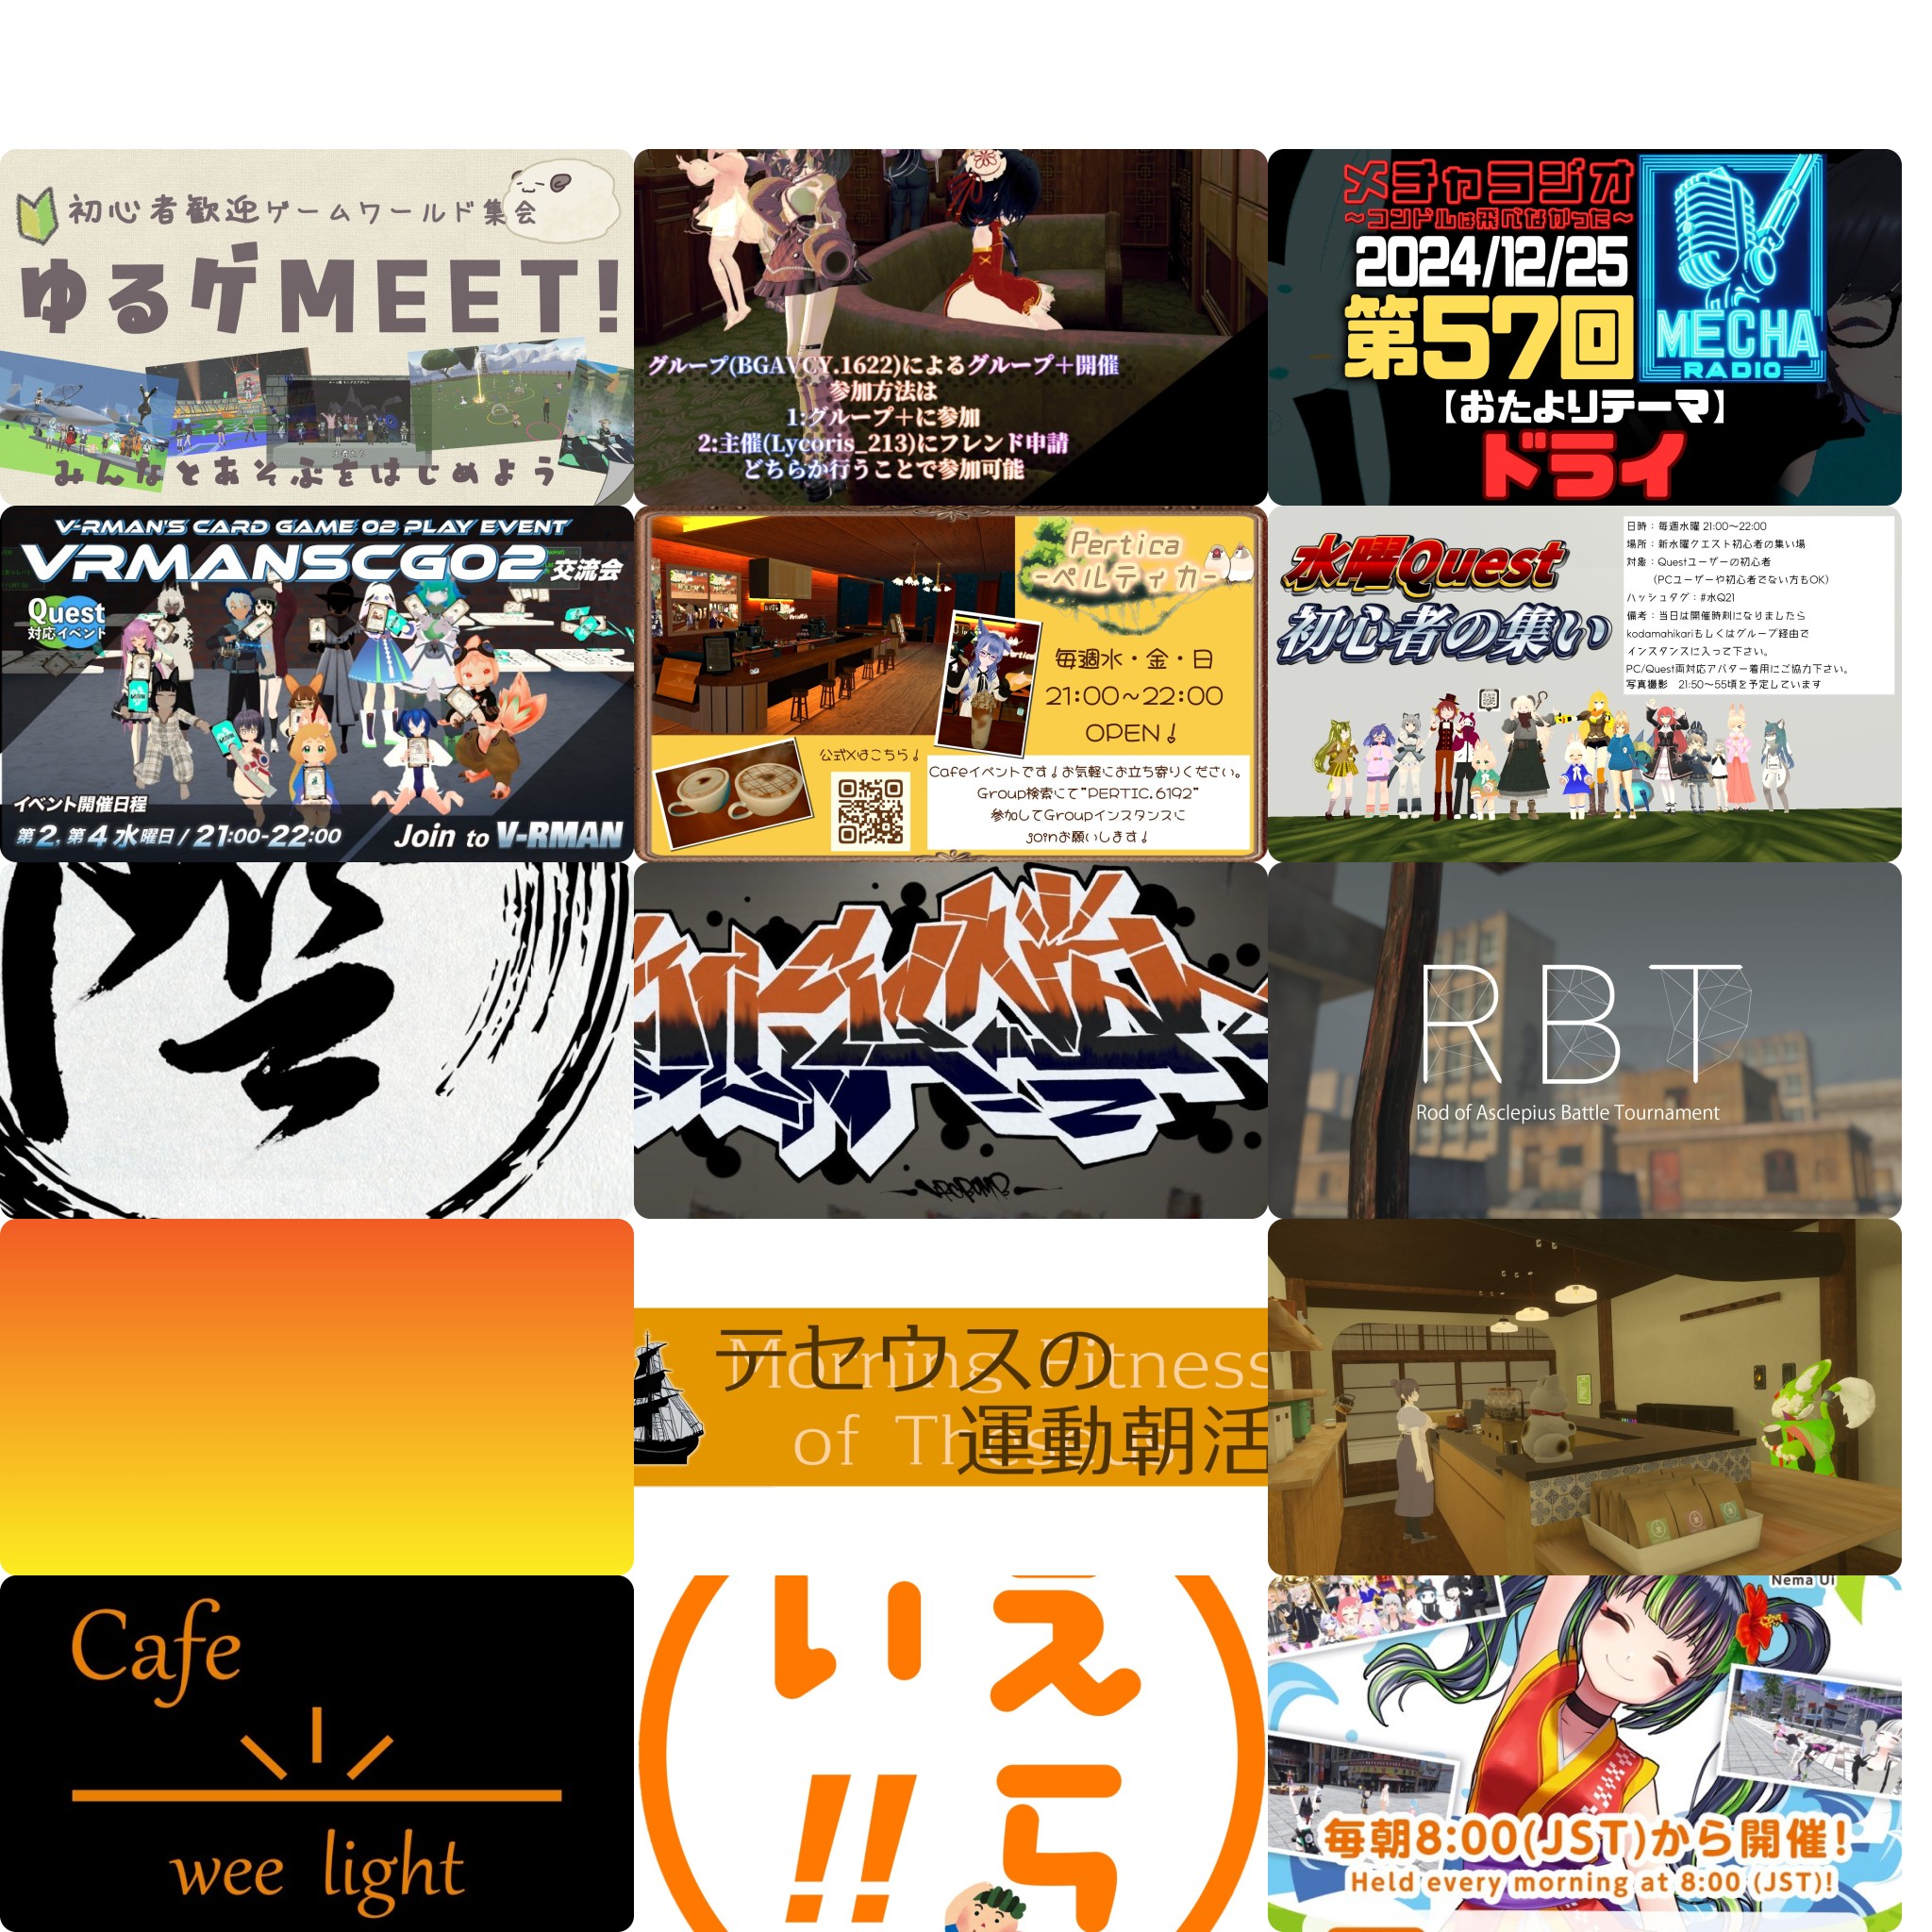 初心者歓迎ゲームワールド集会
ゆるゲMEET!
みんなとあそぶをはじめよう
グループ(BGAVCY.1622)によるグループ＋開催
参加方法は
1:グループ＋に参加
2:主催(Lycoris_213)にフレンド申請
どちらか行うことで参加可能
メチャラジオ
～コンドルは飛べなかった～
2024/12/25
第57回
MECHA
RADIO
【おたよりテーマ】
ドライ
V-RMAN'S CARD GAME 02 PLAY EVENT
VRMANSCG02 交流会
Quest
対応イベント
イベント開催日程
第2, 第4 水曜日 / 21:00-22:00
Join to V-RMAN
Pertica
-ペルティカ-
毎週水・金・日
21:00～22:00
OPEN!
公式Xはこちら!
Cafeイベントです!お気軽にお立ち寄りください。
Group検索にて"PERTIC.6192"
参加してGroupインスタンスに
joinお願いします!
水曜Quest
初心者の集い
日時：毎週水曜 21:00～22:00
場所：新水曜クエスト初心者の集い場
対象：Questユーザーの初心者
（PCユーザーや初心者でない方もOK）
ハッシュタグ：#水Q21
備考：当日は開催時刻になりましたら
kodamahikariもしくはグループ経由で
インスタンスに入って下さい。
PC/Quest両対応アバター着用にご協力下さい。
写真撮影　21:50～55頃を予定しています
RBT
Rod of Asclepius Battle Tournament
Morning Fitness
of Theseus
テセウスの
運動朝活
Cafe
wee light
えらい!!
Nema Ui
毎朝8:00(JST)から開催!
Held every morning at 8:00 (JST)!